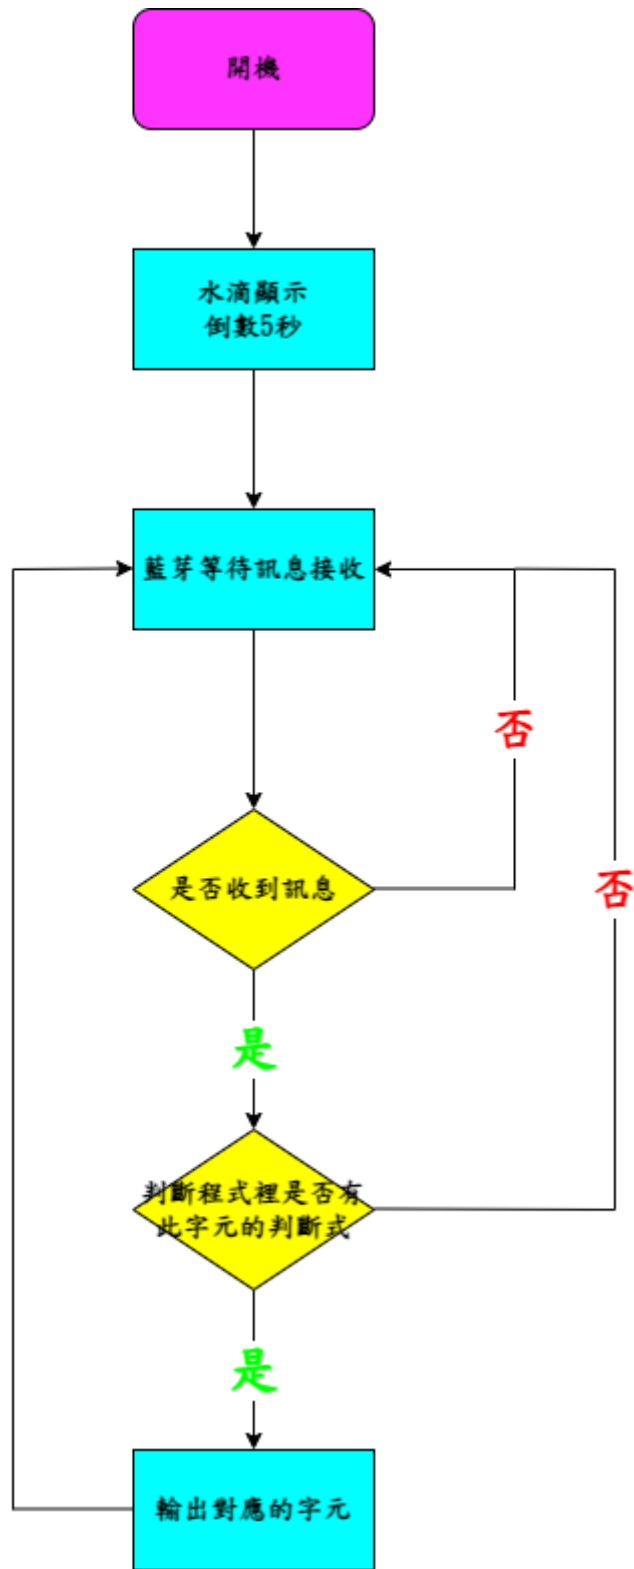 開機
水滴顯示
倒數5秒
藍芽等待訊息接收
否
是否收到訊息
否
是
判斷程式裡是否有
此字元的判斷式
是
輸出對應的字元